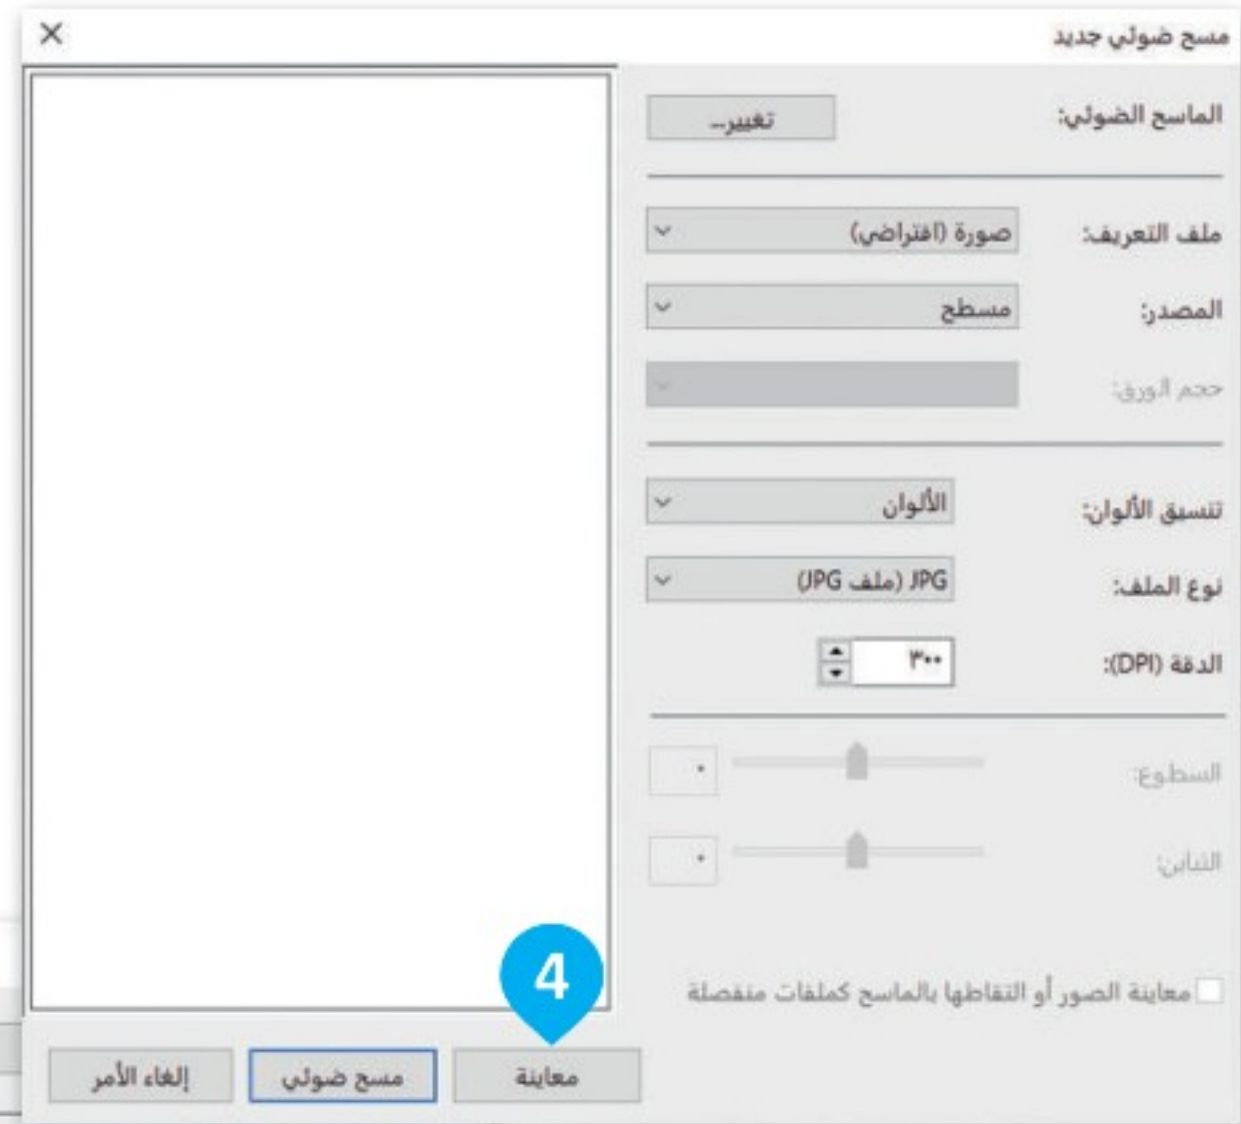 مسح ضوئي جديد
الماسح الضوئي:
تغيير...
ملف التعريف:
صورة (افتراضي)
المصدر:
مسطح
حجم الورق:
تنسيق الألوان:
الألوان
نوع الملف:
JPG (ملف JPG)
الدقة (DPI):
٣٠٠
السطوع:
٠
التباين:
٠
معاينة الصور أو التقاطها بالماسح كملفات منفصلة
4
معاينة
مسح ضوئي
إلغاء الأمر